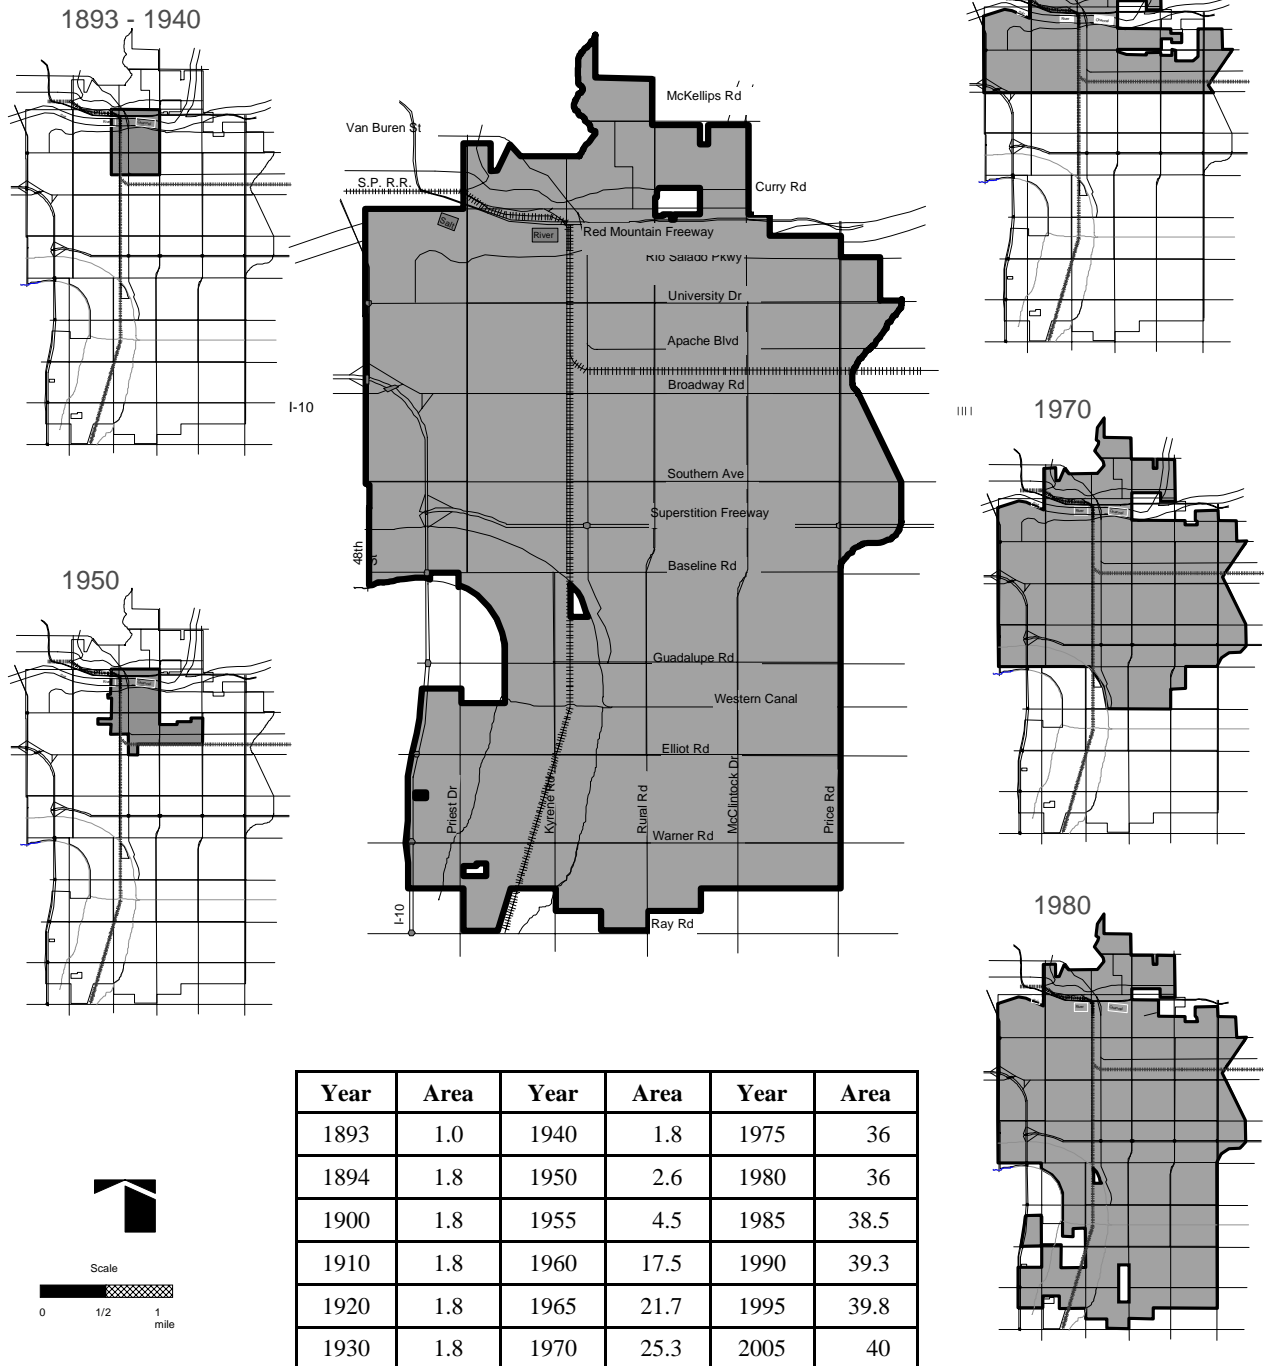 1893 - 1940
McKellips Rd
Van Buren St
S.P. R.R.
Curry Rd
Salt
River
Red Mountain Freeway
Rio Salado Pkwy
University Dr
Apache Blvd
Broadway Rd
I-10
1970
Southern Ave
Superstition Freeway
48th
St
Baseline Rd
1950
Guadalupe Rd
Western Canal
Elliot Rd
Priest Dr
Kyrene Rd
Rural Rd
McClintock Dr
Price Rd
Warner Rd
I-10
Ray Rd
1980
Year Area Year Area Year Area
1893 1.0 1940 1.8 1975 36
1894 1.8 1950 2.6 1980 36
1900 1.8 1955 4.5 1985 38.5
1910 1.8 1960 17.5 1990 39.3
1920 1.8 1965 21.7 1995 39.8
1930 1.8 1970 25.3 2005 40
Scale
0 1/2 1
mile